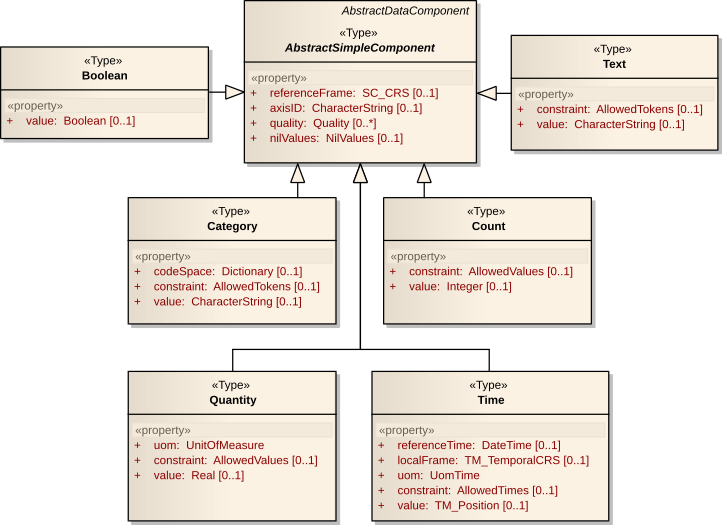 AbstractDataComponent
«Type»
AbstractSimpleComponent
«property»
+ referenceFrame: SC_CRS [0..1]
+ axisID: CharacterString [0..1]
+ quality: Quality [0..*]
+ nilValues: NilValues [0..1]
«Type»
Boolean
«property»
+ value: Boolean [0..1]
«Type»
Text
«property»
+ constraint: AllowedTokens [0..1]
+ value: CharacterString [0..1]
«Type»
Category
«property»
+ codeSpace: Dictionary [0..1]
+ constraint: AllowedTokens [0..1]
+ value: CharacterString [0..1]
«Type»
Count
«property»
+ constraint: AllowedValues [0..1]
+ value: Integer [0..1]
«Type»
Quantity
«property»
+ uom: UnitOfMeasure
+ constraint: AllowedValues [0..1]
+ value: Real [0..1]
«Type»
Time
«property»
+ referenceTime: DateTime [0..1]
+ localFrame: TM_TemporalCRS [0..1]
+ uom: UomTime
+ constraint: AllowedTimes [0..1]
+ value: TM_Position [0..1]